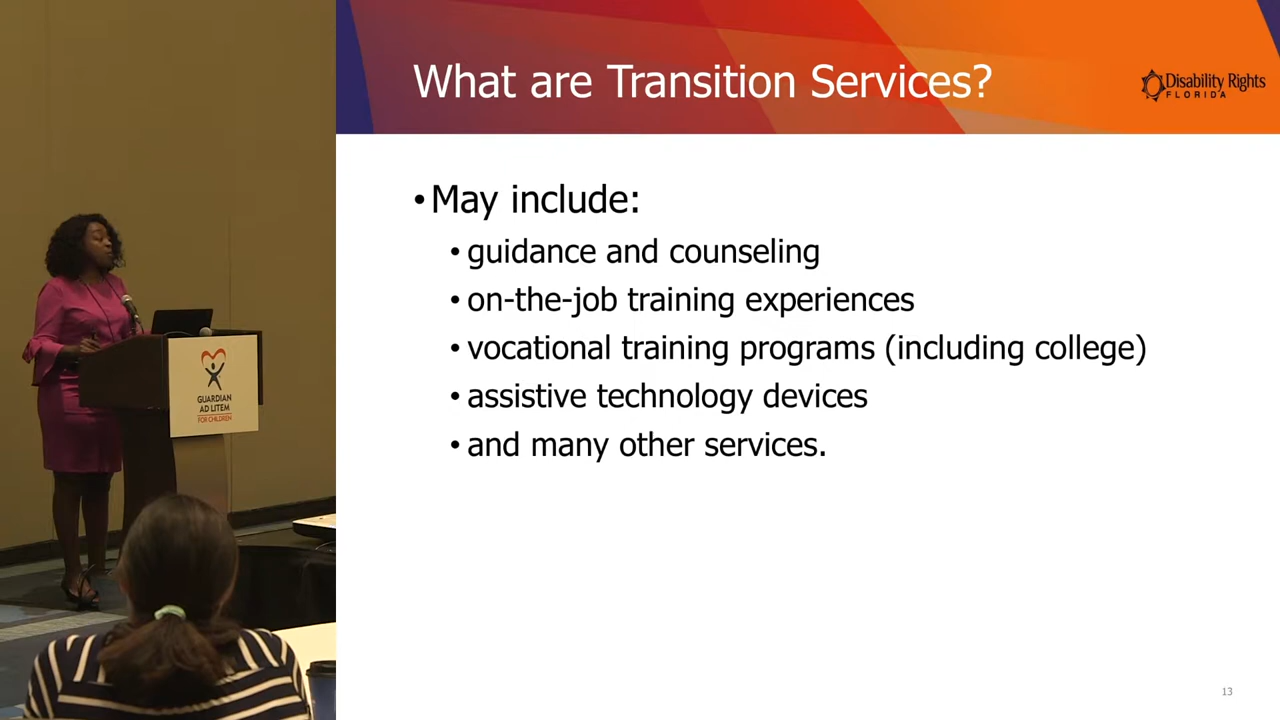 What are Transition Services?
Disability Rights
FLORIDA
• May include:
• guidance and counseling
• on-the-job training experiences
• vocational training programs (including college)
• assistive technology devices
• and many other services.
GUARDIAN
AD LITEM
FOR CHILDREN
13